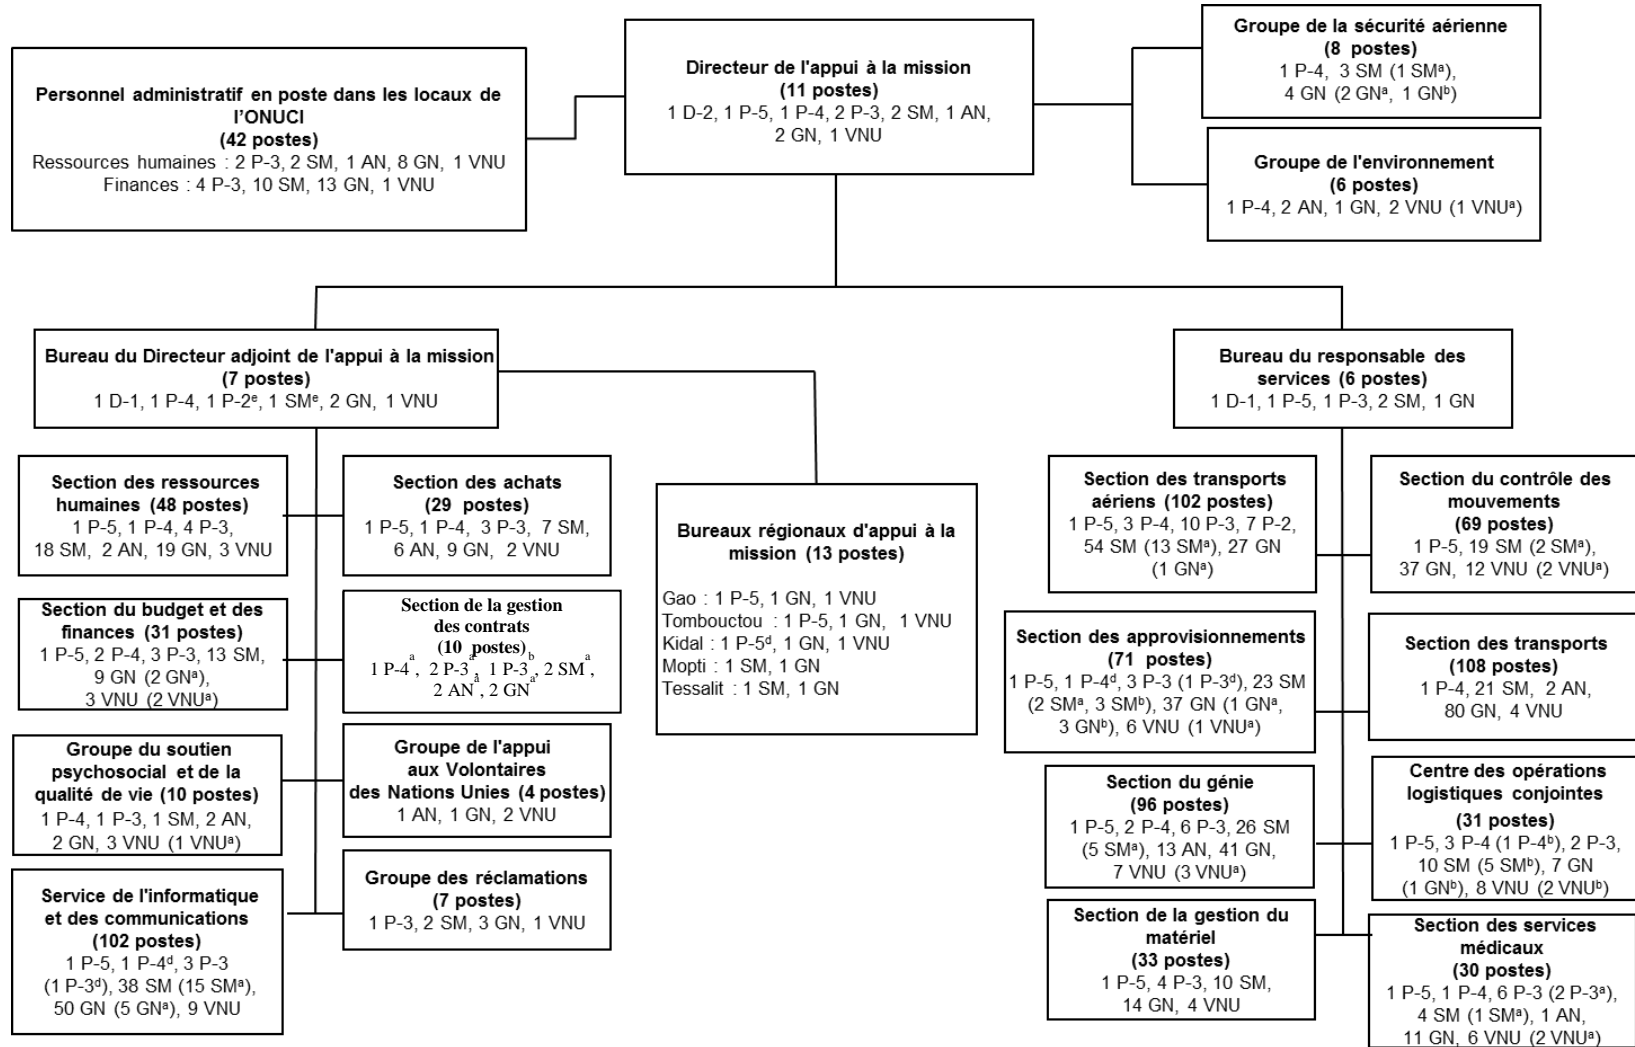 Personnel administratif en poste dans les locaux de
l'ONUCI
(42 postes)
Ressources humaines : 2 P-3, 2 SM, 1 AN, 8 GN, 1 VNU
Finances : 4 P-3, 10 SM, 13 GN, 1 VNU
Directeur de l'appui à la mission
(11 postes)
1 D-2, 1 P-5, 1 P-4, 2 P-3, 2 SM, 1 AN,
2 GN, 1 VNU
Groupe de la sécurité aérienne
(8 postes)
1 P-4, 3 SM (1 SMᵃ),
4 GN (2 GNᵃ, 1 GNᵇ)
Groupe de l'environnement
(6 postes)
1 P-4, 2 AN, 1 GN, 2 VNU (1 VNUᵃ)
Bureau du Directeur adjoint de l'appui à la mission
(7 postes)
1 D-1, 1 P-4, 1 P-2ᵉ, 1 SMᵉ, 2 GN, 1 VNU
Bureau du responsable des
services (6 postes)
1 D-1, 1 P-5, 1 P-3, 2 SM, 1 GN
Section des ressources
humaines (48 postes)
1 P-5, 1 P-4, 4 P-3,
18 SM, 2 AN, 19 GN, 3 VNU
Section des achats
(29 postes)
1 P-5, 1 P-4, 3 P-3, 7 SM,
6 AN, 9 GN, 2 VNU
Section du budget et des
finances (31 postes)
1 P-5, 2 P-4, 3 P-3, 13 SM,
9 GN (2 GNᵃ),
3 VNU (2 VNUᵃ)
Section de la gestion
des contrats
(10 postes)
1 P-4ᵃ, 2 P-3ᵃ, 1 P-3ᵇ, 2 SMᵃ,
2 ANᵃ, 2 GNᵃ
Groupe du soutien
psychosocial et de la
qualité de vie (10 postes)
1 P-4, 1 P-3, 1 SM, 2 AN,
2 GN, 3 VNU (1 VNUᵃ)
Groupe de l'appui
aux Volontaires
des Nations Unies (4 postes)
1 AN, 1 GN, 2 VNU
Service de l'informatique
et des communications
(102 postes)
1 P-5, 1 P-4ᵈ, 3 P-3
(1 P-3ᵈ), 38 SM (15 SMᵃ),
50 GN (5 GNᵃ), 9 VNU
Groupe des réclamations
(7 postes)
1 P-3, 2 SM, 3 GN, 1 VNU
Bureaux régionaux d'appui à la
mission (13 postes)
Gao : 1 P-5, 1 GN, 1 VNU
Tombouctou : 1 P-5, 1 GN, 1 VNU
Kidal : 1 P-5ᵈ, 1 GN, 1 VNU
Mopti : 1 SM, 1 GN
Tessalit : 1 SM, 1 GN
Section des transports
aériens (102 postes)
1 P-5, 3 P-4, 10 P-3, 7 P-2,
54 SM (13 SMᵃ), 27 GN
(1 GNᵃ)
Section du contrôle des
mouvements
(69 postes)
1 P-5, 19 SM (2 SMᵃ),
37 GN, 12 VNU (2 VNUᵃ)
Section des approvisionnements
(71 postes)
1 P-5, 1 P-4ᵈ, 3 P-3 (1 P-3ᵈ), 23 SM
(2 SMᵃ, 3 SMᵇ), 37 GN (1 GNᵃ,
3 GNᵇ), 6 VNU (1 VNUᵃ)
Section des transports
(108 postes)
1 P-4, 21 SM, 2 AN,
80 GN, 4 VNU
Section du génie
(96 postes)
1 P-5, 2 P-4, 6 P-3, 26 SM
(5 SMᵃ), 13 AN, 41 GN,
7 VNU (3 VNUᵃ)
Centre des opérations
logistiques conjointes
(31 postes)
1 P-5, 3 P-4 (1 P-4ᵇ), 2 P-3,
10 SM (5 SMᵇ), 7 GN
(1 GNᵇ), 8 VNU (2 VNUᵇ)
Section de la gestion du
matériel
(33 postes)
1 P-5, 4 P-3, 10 SM,
14 GN, 4 VNU
Section des services
médicaux
(30 postes)
1 P-5, 1 P-4, 6 P-3 (2 P-3ᵃ),
4 SM (1 SMᵃ), 1 AN,
11 GN, 6 VNU (2 VNUᵃ)